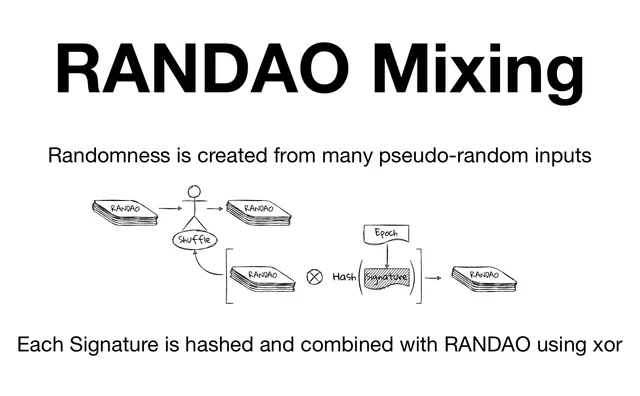 RANDAO Mixing
Randomness is created from many pseudo-random inputs
RANDAO
RANDAO
Shuffle
Epoch
RANDAO
Hash
Signature
RANDAO
Each Signature is hashed and combined with RANDAO using xor